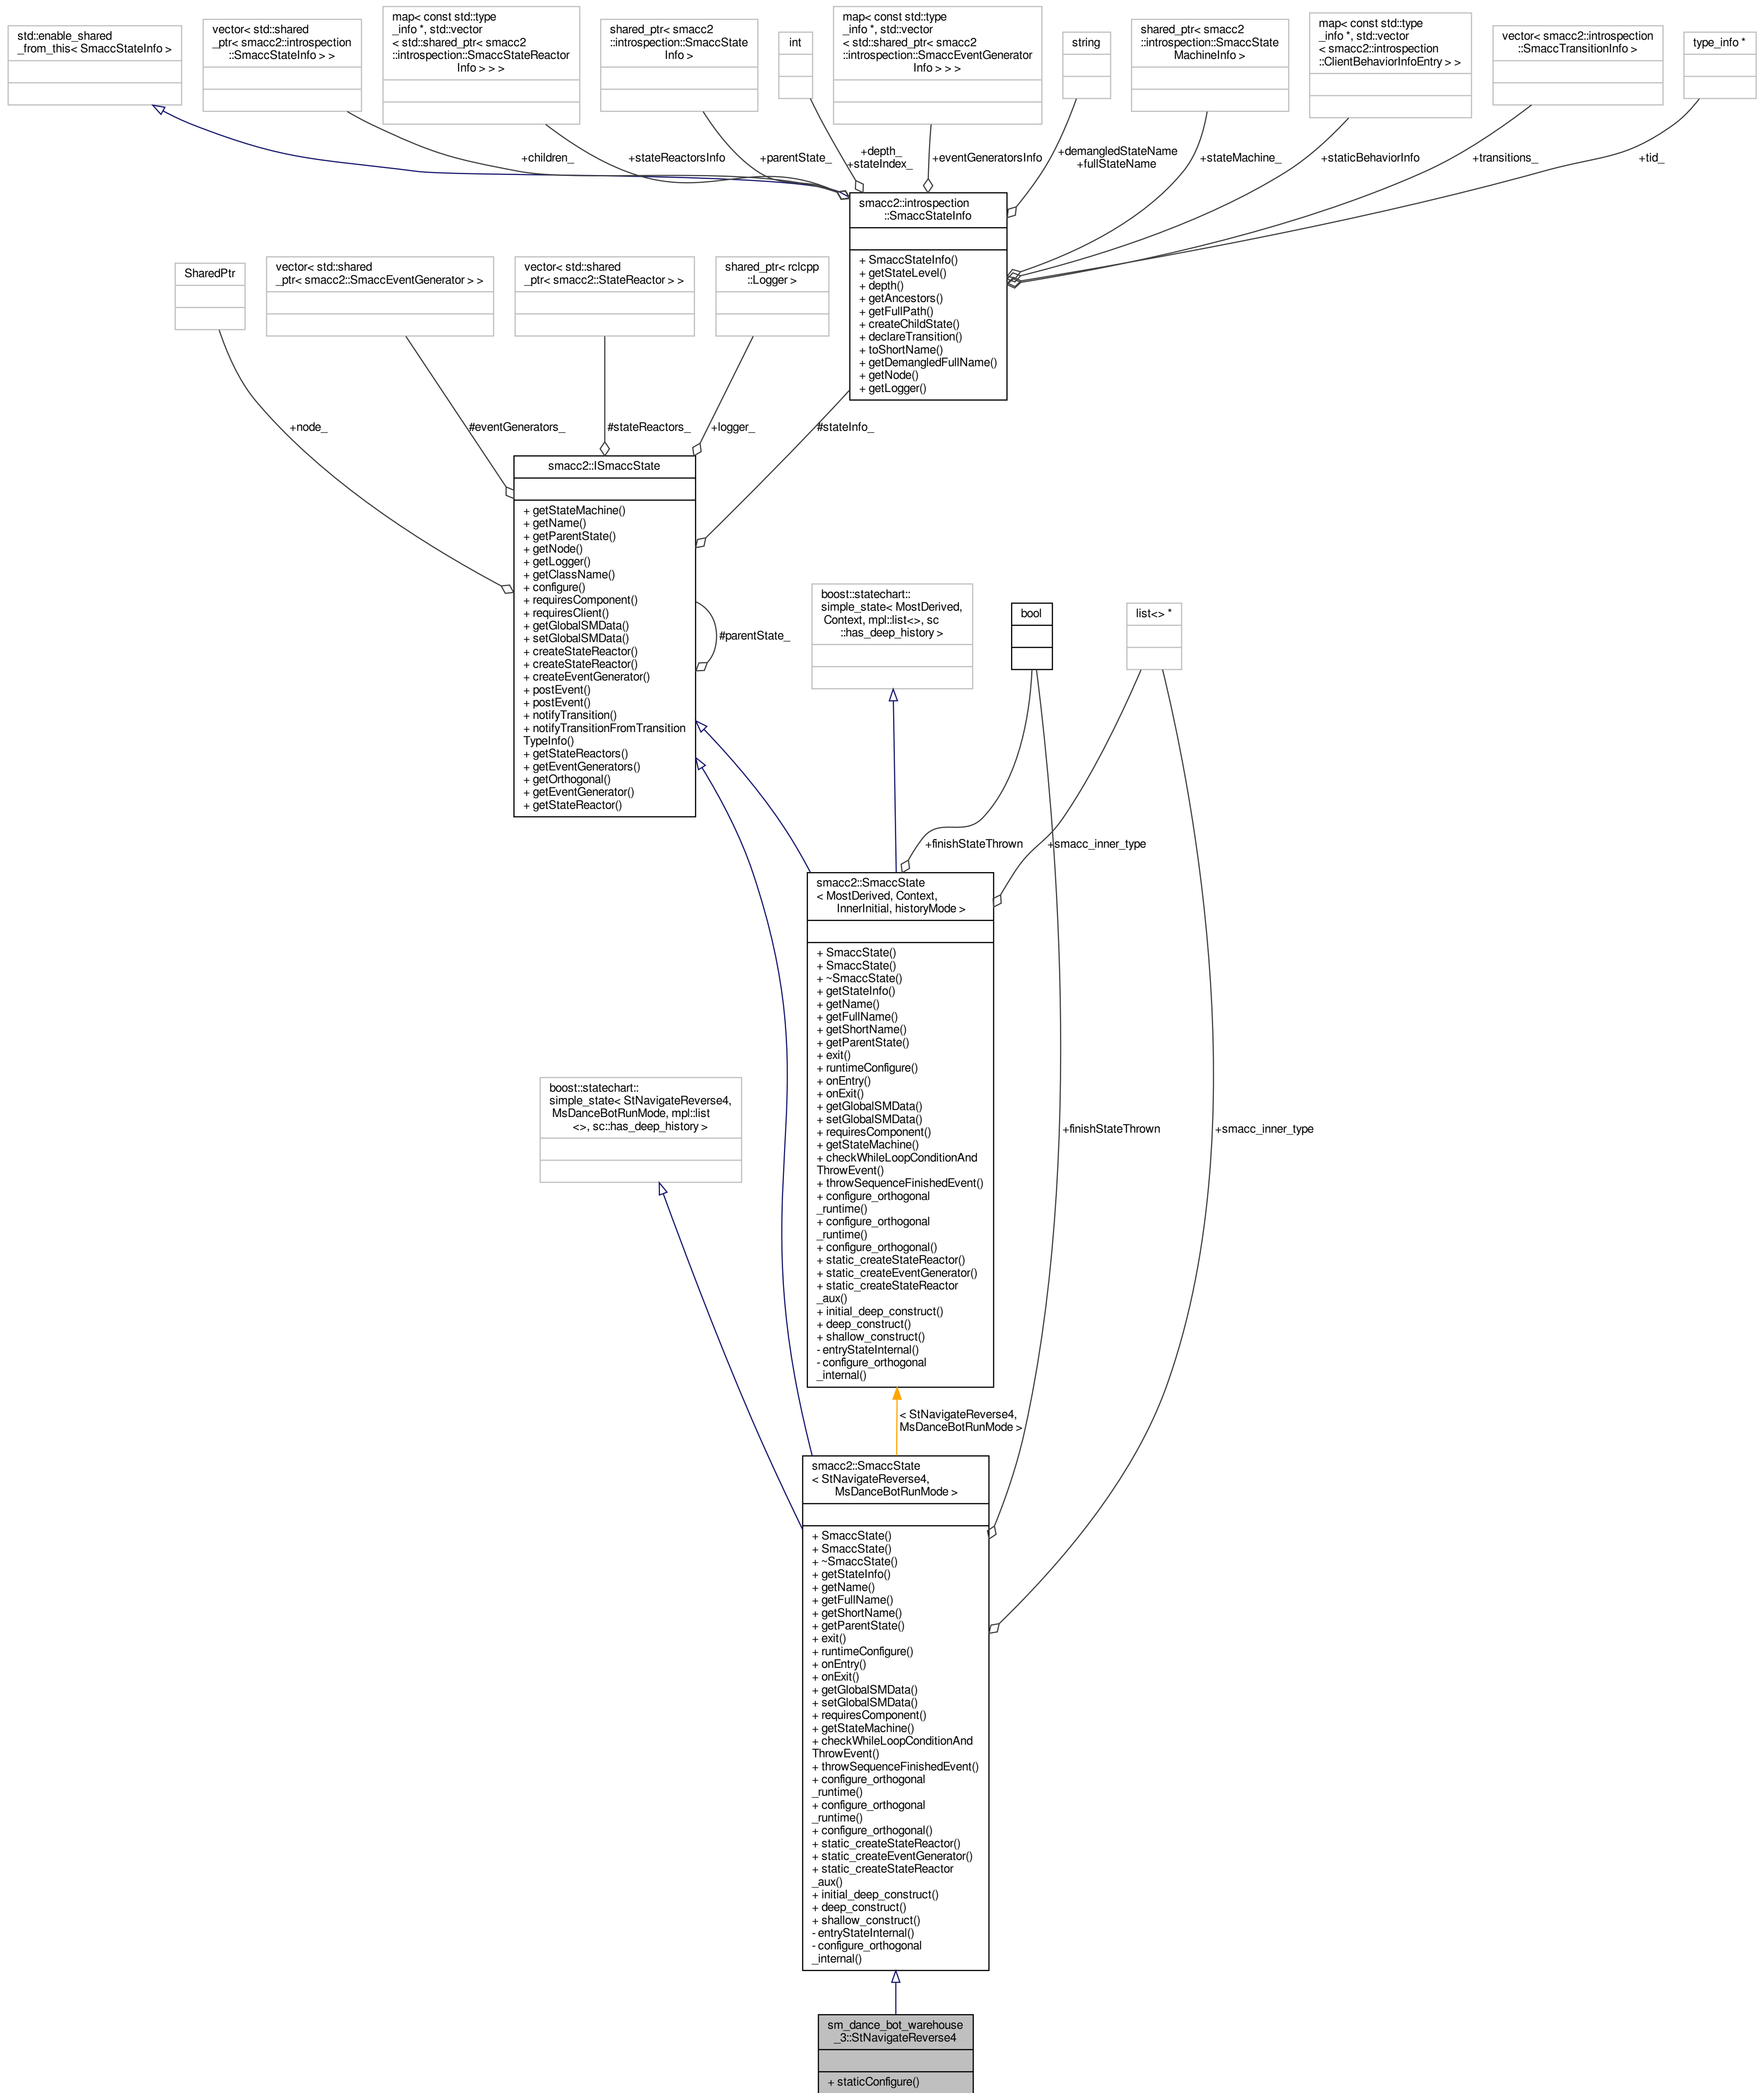 std::enable_shared
_from_this< SmaccStateInfo >
vector< std::shared
_ptr< smacc2::introspection
::SmaccStateInfo > >
map< const std::type
_info *, std::vector
< std::shared_ptr< smacc2
::introspection::SmaccStateReactor
Info > > >
shared_ptr< smacc2
::introspection::SmaccState
Info >
int
map< const std::type
_info *, std::vector
< std::shared_ptr< smacc2
::introspection::SmaccEventGenerator
Info > > >
string
shared_ptr< smacc2
::introspection::SmaccState
MachineInfo >
map< const std::type
_info *, std::vector
< smacc2::introspection
::ClientBehaviorInfoEntry > >
vector< smacc2::introspection
::SmaccTransitionInfo >
type_info *
+children_
+stateReactorsInfo
+parentState_
+depth_
+stateIndex_
+eventGeneratorsInfo
+demangledStateName
+fullStateName
+stateMachine_
+staticBehaviorInfo
+transitions_
+tid_
smacc2::introspection
::SmaccStateInfo
+ SmaccStateInfo()
+ getStateLevel()
+ depth()
+ getAncestors()
+ getFullPath()
+ createChildState()
+ declareTransition()
+ toShortName()
+ getDemangledFullName()
+ getNode()
+ getLogger()
SharedPtr
vector< std::shared
_ptr< smacc2::SmaccEventGenerator > >
vector< std::shared
_ptr< smacc2::StateReactor > >
shared_ptr< rclcpp
::Logger >
+node_
#eventGenerators_
#stateReactors_
+logger_
#stateInfo_
smacc2::ISmaccState
+ getStateMachine()
+ getName()
+ getParentState()
+ getNode()
+ getLogger()
+ getClassName()
+ configure()
+ requiresComponent()
+ requiresClient()
+ getGlobalSMData()
+ setGlobalSMData()
+ createStateReactor()
+ createStateReactor()
+ createEventGenerator()
+ postEvent()
+ postEvent()
+ notifyTransition()
+ notifyTransitionFromTransition
TypeInfo()
+ getStateReactors()
+ getEventGenerators()
+ getOrthogonal()
+ getEventGenerator()
+ getStateReactor()
#parentState_
boost::statechart::
simple_state< MostDerived,
Context, mpl::list<>, sc
::has_deep_history >
bool
list<> *
+finishStateThrown
+smacc_inner_type
smacc2::SmaccState
< MostDerived, Context,
InnerInitial, historyMode >
+ SmaccState()
+ SmaccState()
+ ~SmaccState()
+ getStateInfo()
+ getName()
+ getFullName()
+ getShortName()
+ getParentState()
+ exit()
+ runtimeConfigure()
+ onEntry()
+ onExit()
+ getGlobalSMData()
+ setGlobalSMData()
+ requiresComponent()
+ getStateMachine()
+ checkWhileLoopConditionAnd
ThrowEvent()
+ throwSequenceFinishedEvent()
+ configure_orthogonal
_runtime()
+ configure_orthogonal
_runtime()
+ configure_orthogonal()
+ static_createStateReactor()
+ static_createEventGenerator()
+ static_createStateReactor
_aux()
+ initial_deep_construct()
+ deep_construct()
+ shallow_construct()
- entryStateInternal()
- configure_orthogonal
_internal()
boost::statechart::
simple_state< StNavigateReverse4,
MsDanceBotRunMode, mpl::list
<>, sc::has_deep_history >
+finishStateThrown
+smacc_inner_type
< StNavigateReverse4,
MsDanceBotRunMode >
smacc2::SmaccState
< StNavigateReverse4,
MsDanceBotRunMode >
+ SmaccState()
+ SmaccState()
+ ~SmaccState()
+ getStateInfo()
+ getName()
+ getFullName()
+ getShortName()
+ getParentState()
+ exit()
+ runtimeConfigure()
+ onEntry()
+ onExit()
+ getGlobalSMData()
+ setGlobalSMData()
+ requiresComponent()
+ getStateMachine()
+ checkWhileLoopConditionAnd
ThrowEvent()
+ throwSequenceFinishedEvent()
+ configure_orthogonal
_runtime()
+ configure_orthogonal
_runtime()
+ configure_orthogonal()
+ static_createStateReactor()
+ static_createEventGenerator()
+ static_createStateReactor
_aux()
+ initial_deep_construct()
+ deep_construct()
+ shallow_construct()
- entryStateInternal()
- configure_orthogonal
_internal()
sm_dance_bot_warehouse
_3::StNavigateReverse4
+ staticConfigure()